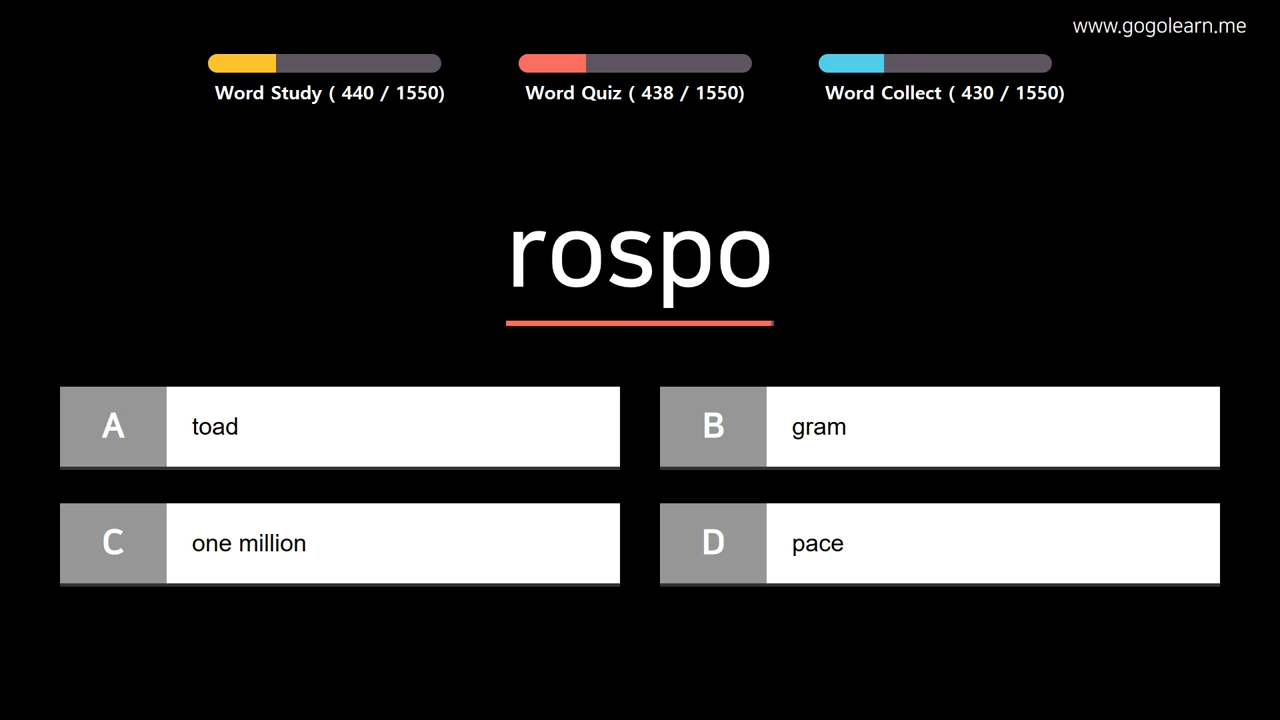 www.gogolearn.me
Word Study ( 440 / 1550)
Word Quiz ( 438 / 1550)
Word Collect ( 430 / 1550)
rospo
A toad
B gram
C one million
D pace